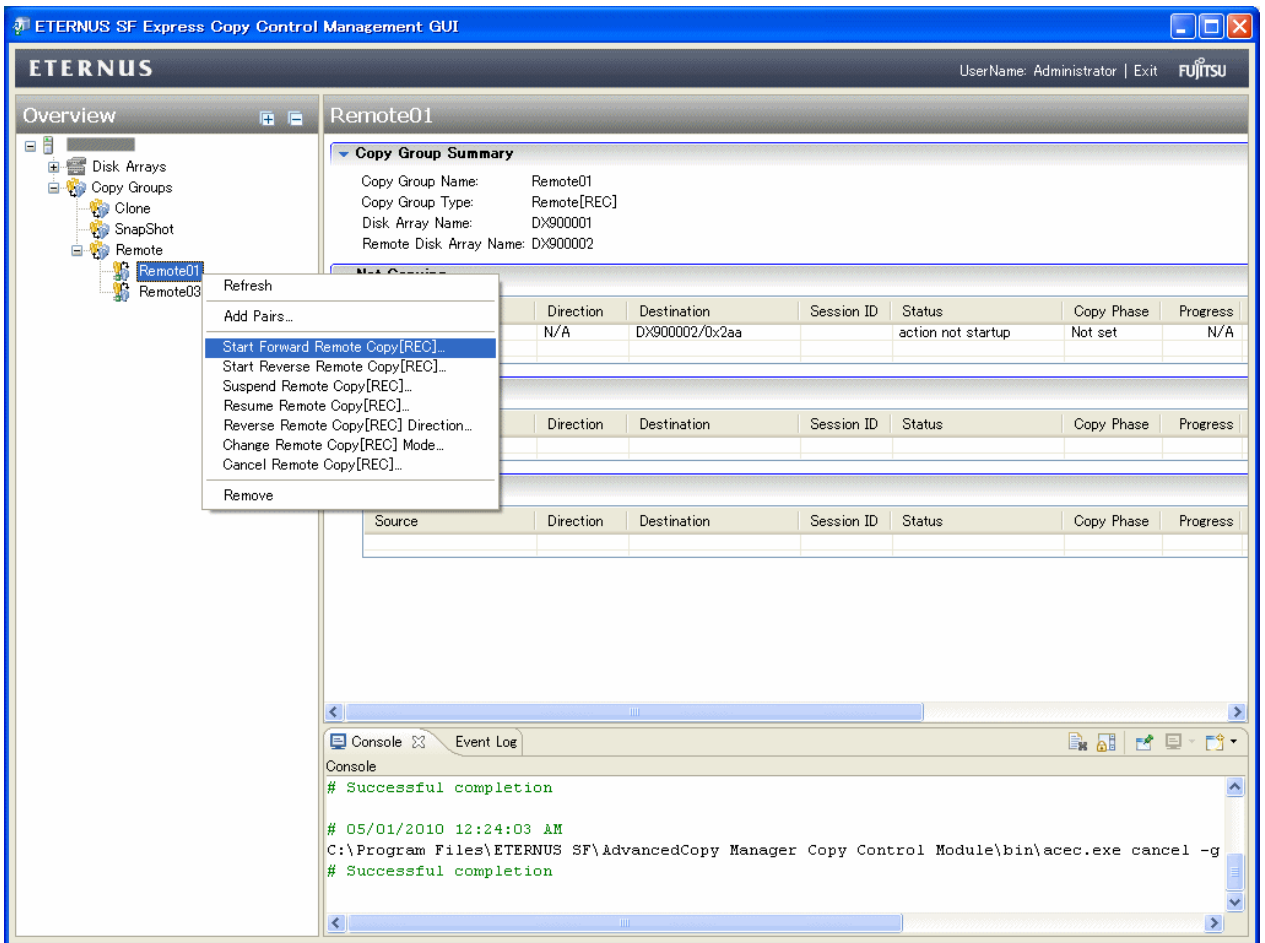 ETERNUS SF Express Copy Control Management GUI
ETERNUS
UserName: Administrator | Exit FUJITSU
Overview
Disk Arrays
Copy Groups
Clone
SnapShot
Remote
Remote01
Remote03
Refresh
Add Pairs...
Start Forward Remote Copy[REC]...
Start Reverse Remote Copy[REC]...
Suspend Remote Copy[REC]...
Resume Remote Copy[REC]...
Reverse Remote Copy[REC] Direction...
Change Remote Copy[REC] Mode...
Cancel Remote Copy[REC]...
Remove
Remote01
Copy Group Summary
Copy Group Name: Remote01
Copy Group Type: Remote[REC]
Disk Array Name: DX900001
Remote Disk Array Name: DX900002
Not Copying
Direction Destination Session ID Status Copy Phase Progress
N/A DX900002/0x2aa action not startup Not set N/A
Direction Destination Session ID Status Copy Phase Progress
Source Direction Destination Session ID Status Copy Phase Progress
Console Event Log
Console
# Successful completion
# 05/01/2010 12:24:03 AM
C:\Program Files\ETERNUS SF\AdvancedCopy Manager Copy Control Module\bin\acec.exe cancel -g
# Successful completion